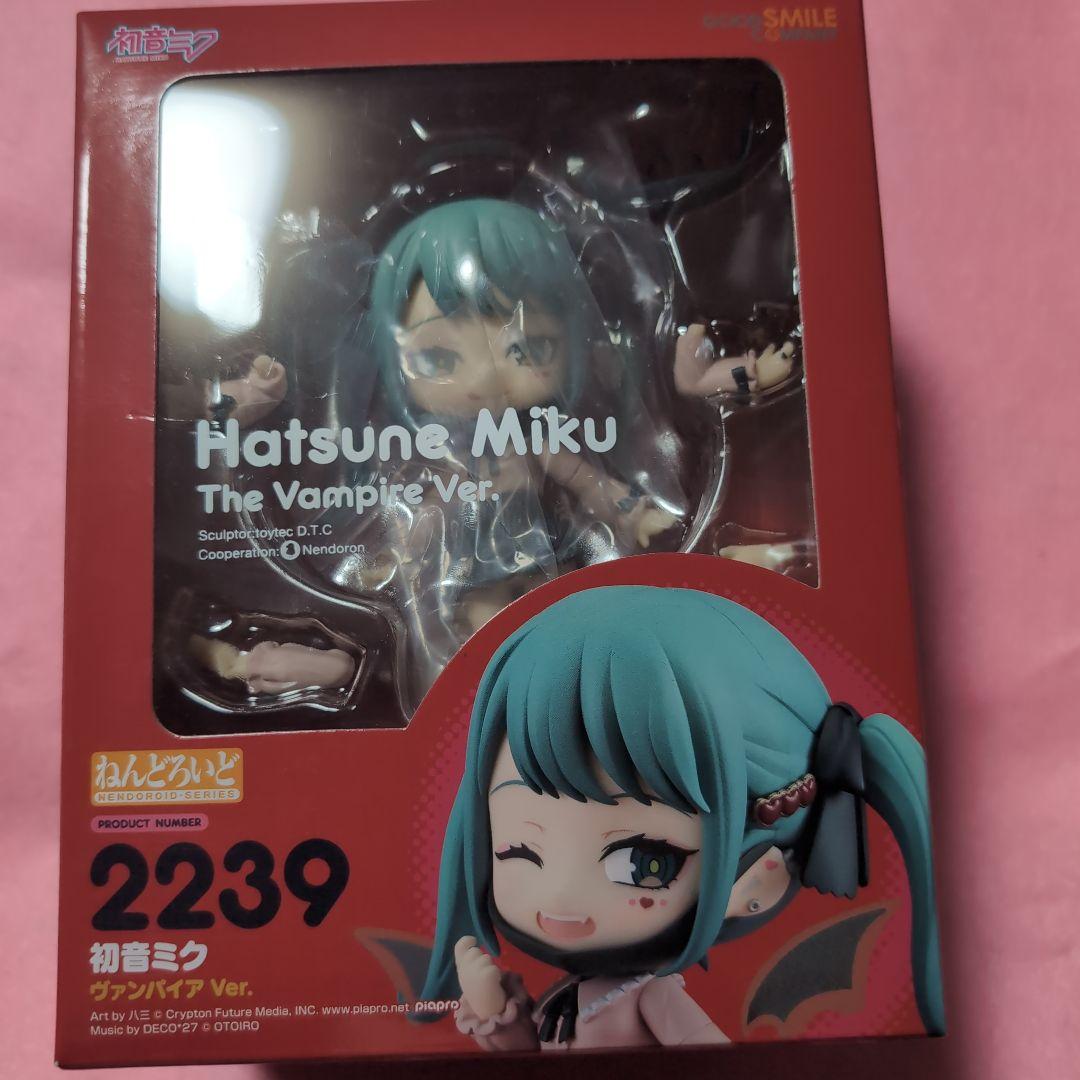 初音ミク
HATSUNE MIKU
GOOD SMILE
COMPANY
Hatsune Miku
The Vampire Ver.
Sculptor:toytec D.T.C
Cooperation: Nendoron
ねんどろいど
NENDOROID-SERIES
PRODUCT NUMBER
2239
初音ミク
ヴァンパイア Ver.
Art by 八三 © Crypton Future Media, INC. www.piapro.net piapro
Music by DECO*27 © OTOIRO